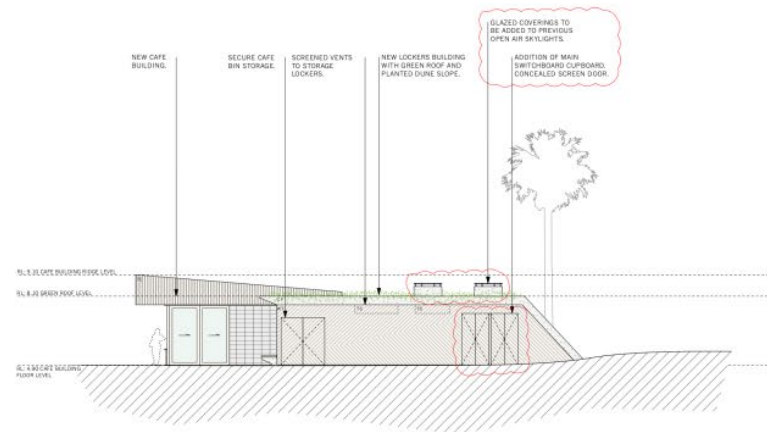 GLAZED COVERINGS TO
BE ADDED TO PREVIOUS
OPEN AIR SKYLIGHTS.
NEW CAFE
BUILDING.
SECURE CAFE
BIN STORAGE.
SCREENED VENTS
TO STORAGE
LOCKERS.
NEW LOCKERS BUILDING
WITH GREEN ROOF AND
PLANTED DUNE SLOPE.
ADDITION OF MAIN
SWITCHBOARD CUPBOARD,
CONCEALED SCREEN DOOR.
CAFE BUILDING RIDGE LEVEL
GREEN ROOF LEVEL
CAFE BUILDING
FLOOR LEVEL